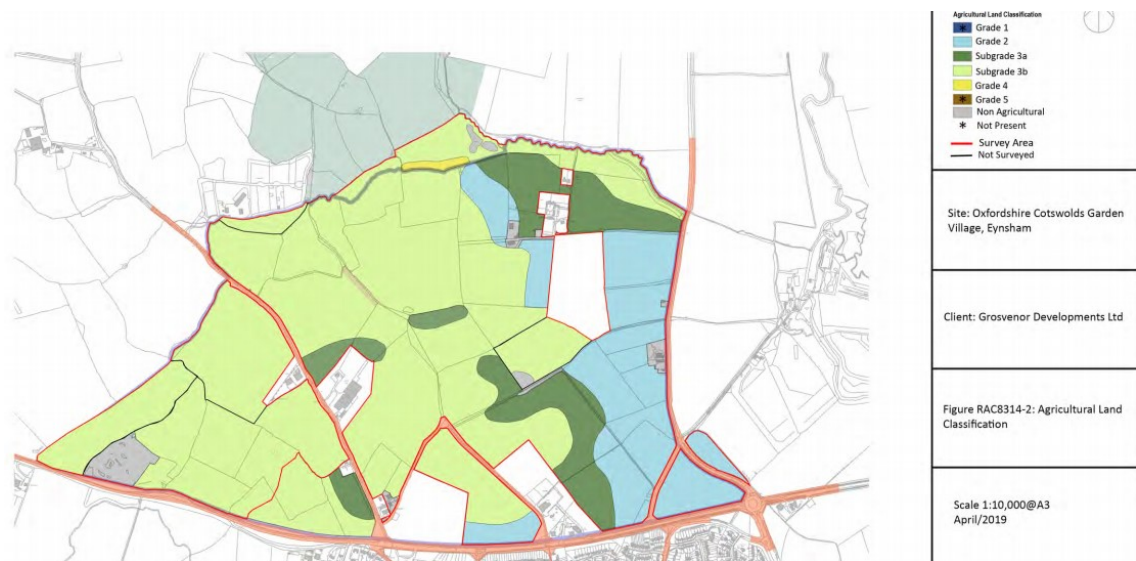 Agricultural Land Classification
* Grade 1
Grade 2
Subgrade 3a
Subgrade 3b
Grade 4
* Grade 5
Non Agricultural
* Not Present
Survey Area
Not Surveyed
Site: Oxfordshire Cotswolds Garden
Village, Eynsham
Client: Grosvenor Developments Ltd
Figure RAC8314-2: Agricultural Land
Classification
Scale 1:10,000@A3
April/2019